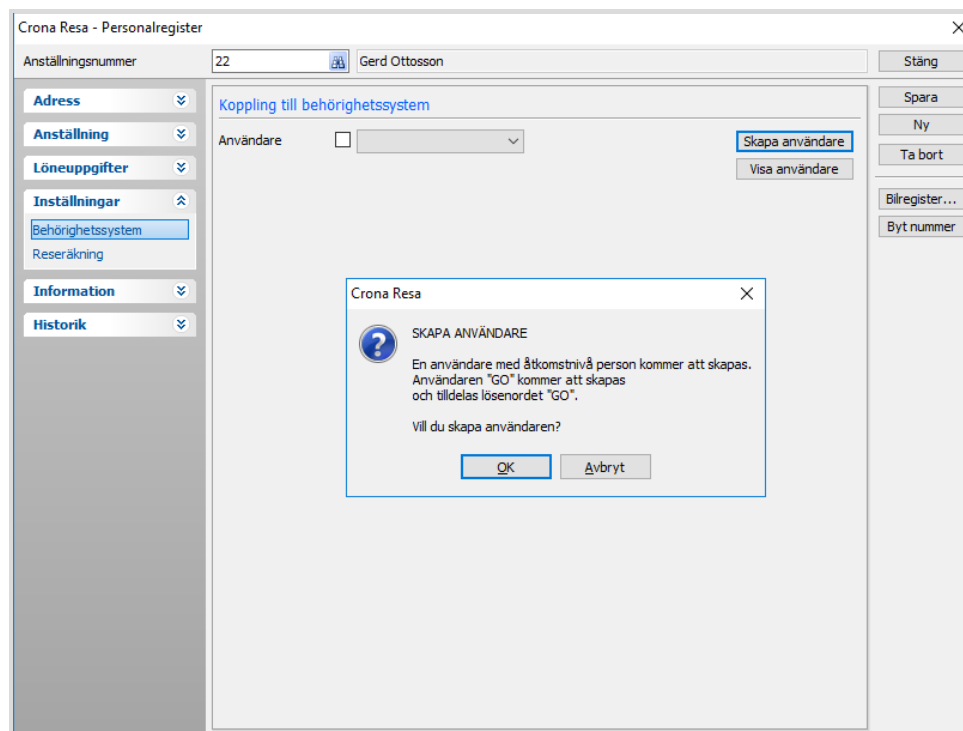 Crona Resa - Personalregister
Anställningsnummer 22 Gerd Ottosson Stäng
Adress
Anställning
Löneuppgifter
Inställningar
Behörighetssystem
Reseräkning
Information
Historik
Koppling till behörighetssystem
Användare
Skapa användare
Visa användare
Spara
Ny
Ta bort
Bilregister...
Byt nummer
Crona Resa
SKAPA ANVÄNDARE
En användare med åtkomstnivå person kommer att skapas.
Användaren "GO" kommer att skapas
och tilldelas lösenordet "GO".
Vill du skapa användaren?
OK Avbryt